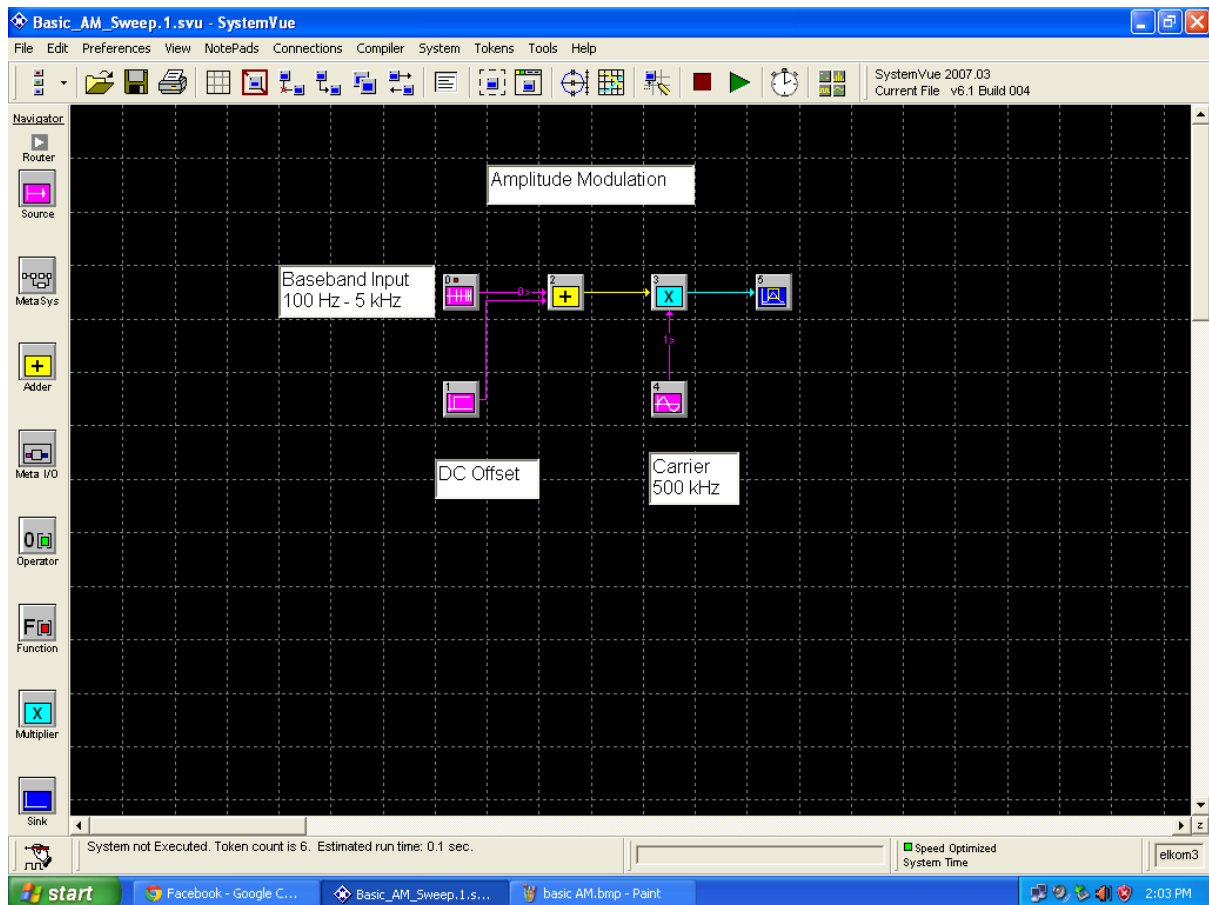 Basic_AM_Sweep.1.svu - SystemVue
File Edit Preferences View NotePads Connections Compiler System Tokens Tools Help
SystemVue 2007.03
Current File v6.1 Build 004
Navigator
Router
Source
MetaSys
Adder
Meta I/O
Operator
Function
Multiplier
Sink
Amplitude Modulation
Baseband Input
100 Hz - 5 kHz
0
0>
2
+
3
X
5
1>
1
4
DC Offset
Carrier
500 kHz
+
0
F
X
z
System not Executed. Token count is 6. Estimated run time: 0.1 sec.
Speed Optimized
System Time
elkom3
start
Facebook - Google C...
Basic_AM_Sweep.1.s...
basic AM.bmp - Paint
2:03 PM